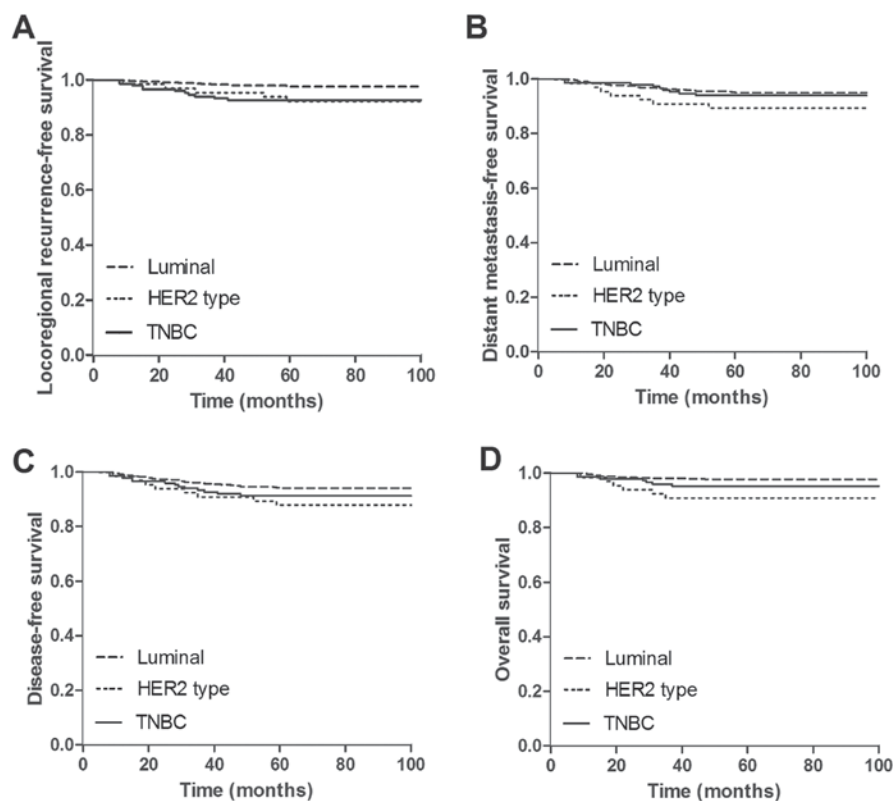 A
Locoregional recurrence-free survival
1.0
0.8
0.6
0.4
0.2
0.0
Luminal
HER2 type
TNBC
0 20 40 60 80 100
Time (months)
B
Distant metastasis-free survival
1.0
0.8
0.6
0.4
0.2
0.0
Luminal
HER2 type
TNBC
0 20 40 60 80 100
Time (months)
C
Disease-free survival
1.0
0.8
0.6
0.4
0.2
0.0
Luminal
HER2 type
TNBC
0 20 40 60 80 100
Time (months)
D
Overall survival
1.0
0.8
0.6
0.4
0.2
0.0
Luminal
HER2 type
TNBC
0 20 40 60 80 100
Time (months)